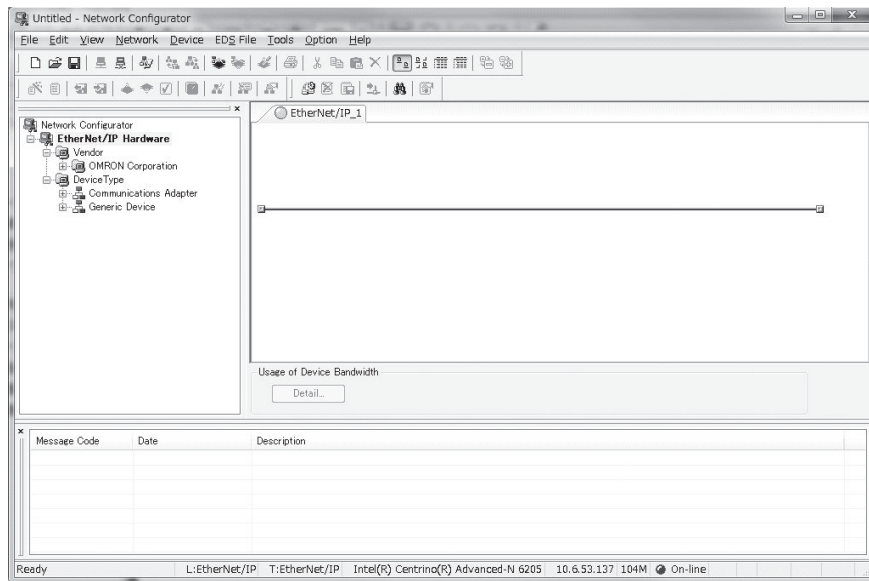 Untitled - Network Configurator
File Edit View Network Device EDS File Tools Option Help
Network Configurator
EtherNet/IP Hardware
Vendor
OMRON Corporation
DeviceType
Communications Adapter
Generic Device
EtherNet/IP_1
Usage of Device Bandwidth
Detail...
Message Code Date Description
Ready L:EtherNet/IP T:EtherNet/IP Intel(R) Centrino(R) Advanced-N 6205 10.6.53.137 104M On-line